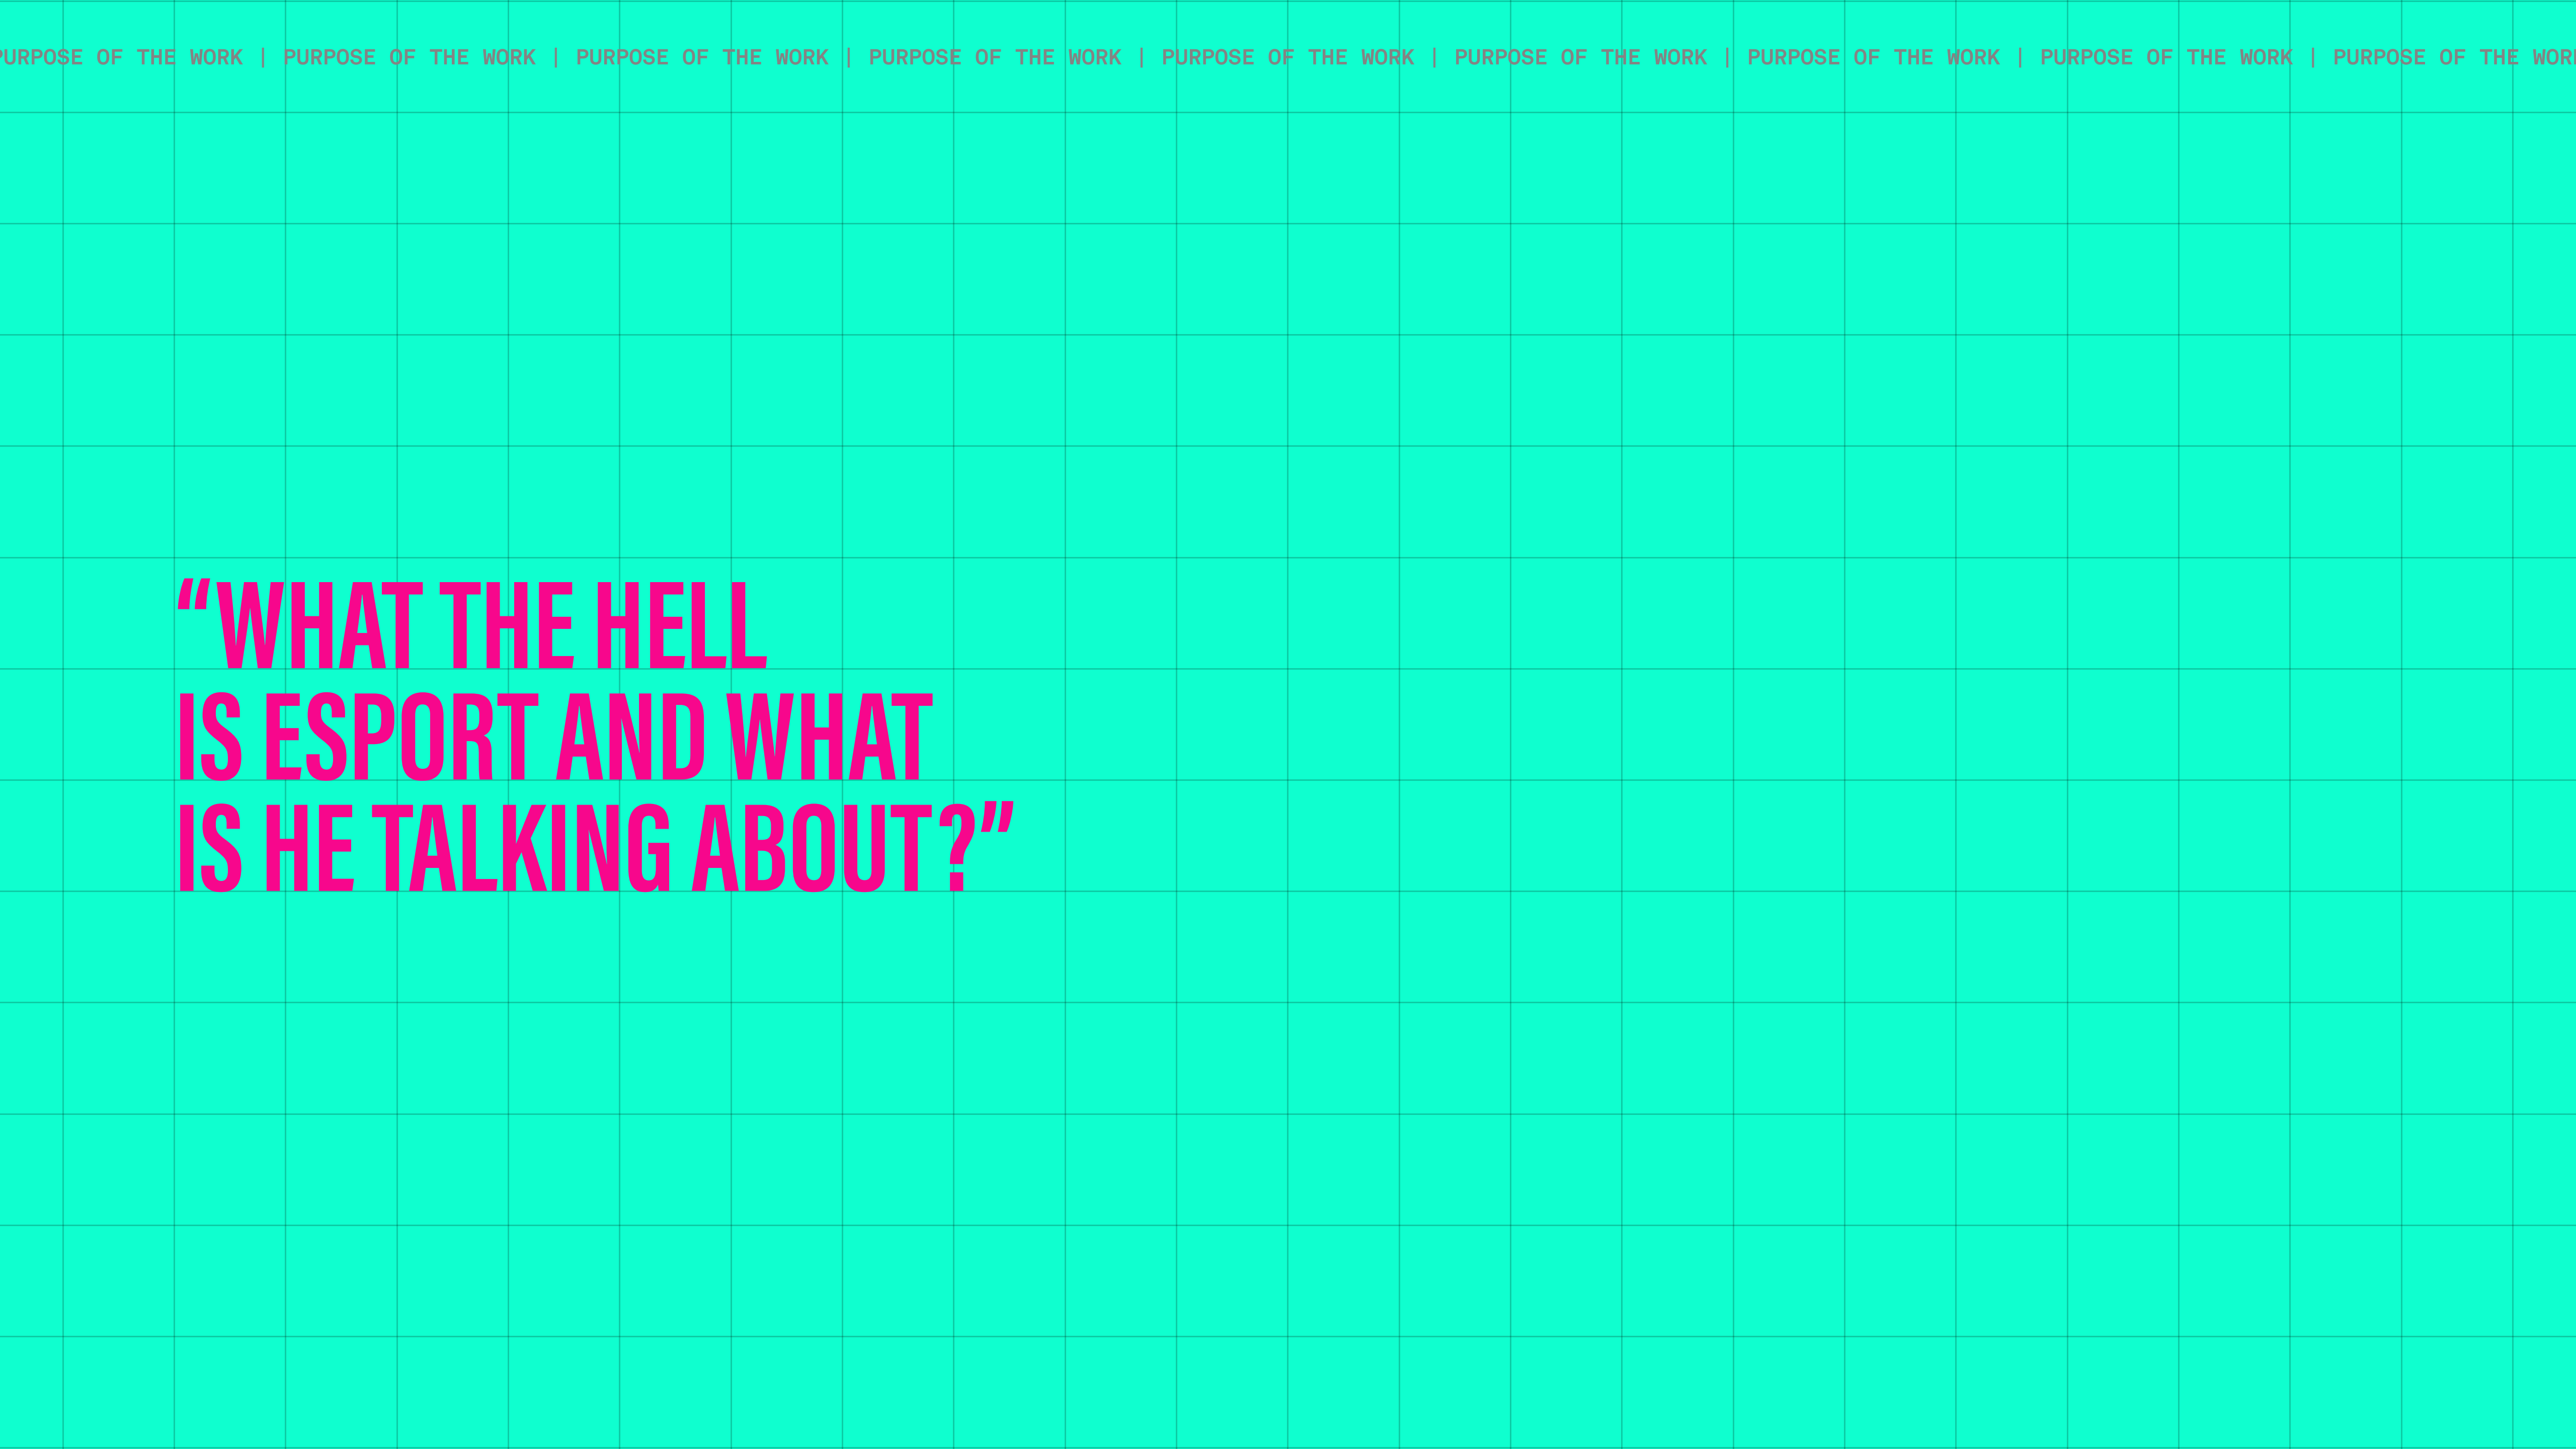 PURPOSE OF THE WORK | PURPOSE OF THE WORK | PURPOSE OF THE WORK | PURPOSE OF THE WORK | PURPOSE OF THE WORK | PURPOSE OF THE WORK | PURPOSE OF THE WORK | PURPOSE OF THE WORK | PURPOSE OF THE WORK
“WHAT THE HELL
IS ESPORT AND WHAT
IS HE TALKING ABOUT?”